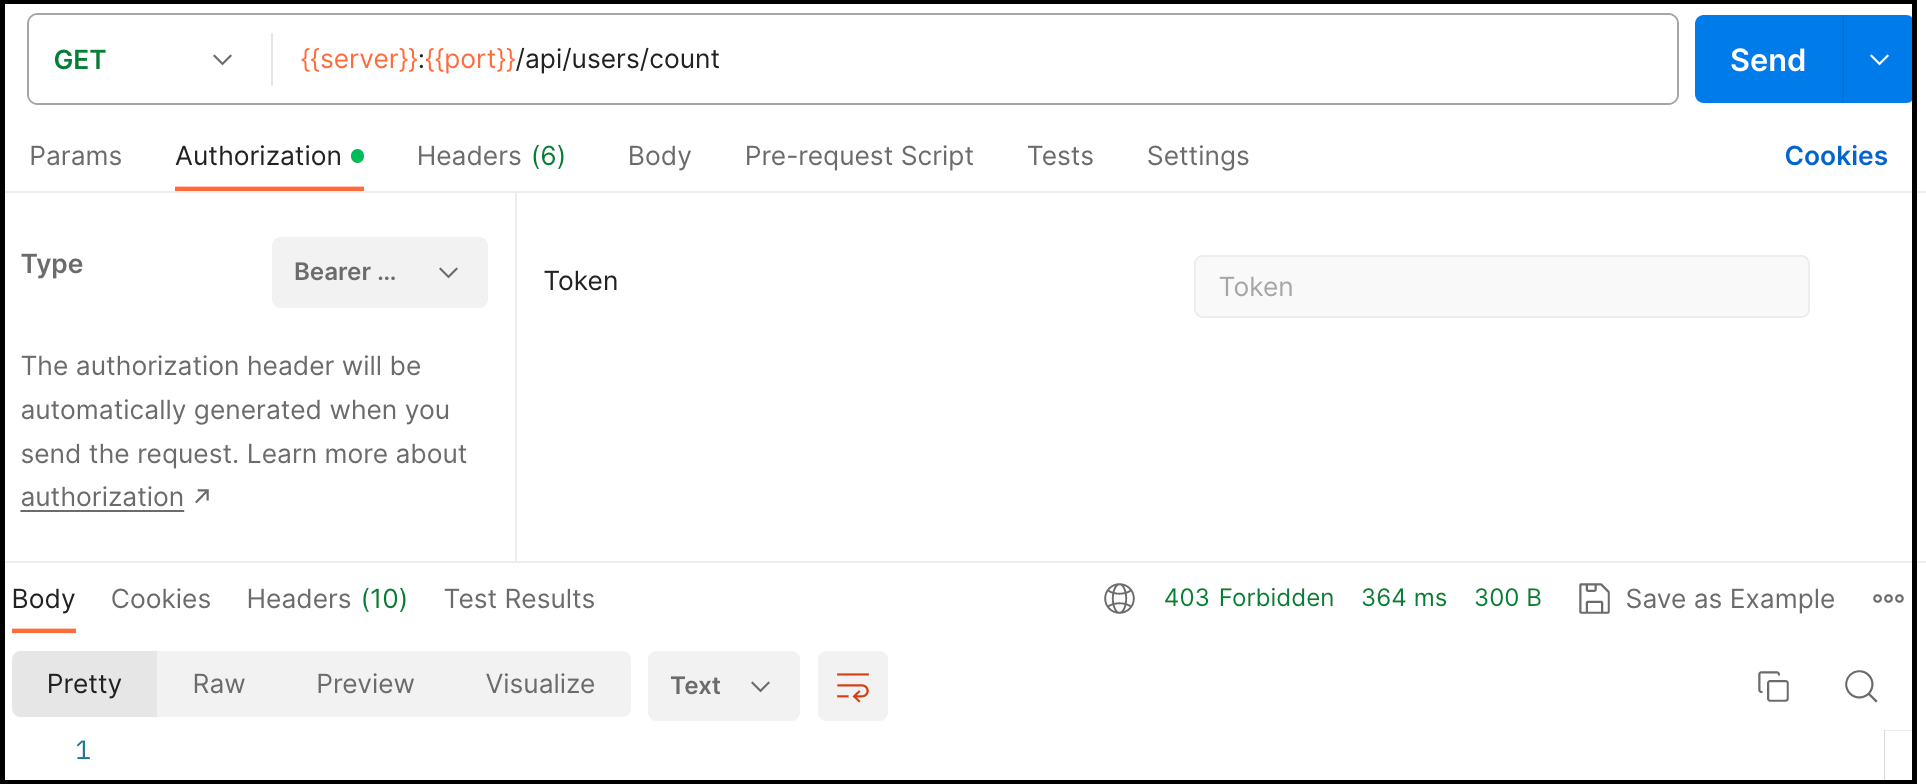 GET {{server}}:{{port}}/api/users/count Send
Params Authorization Headers (6) Body Pre-request Script Tests Settings Cookies
Type Bearer ... Token Token
The authorization header will be
automatically generated when you
send the request. Learn more about
authorization ↗
Body Cookies Headers (10) Test Results 403 Forbidden 364 ms 300 B Save as Example
Pretty Raw Preview Visualize Text
1